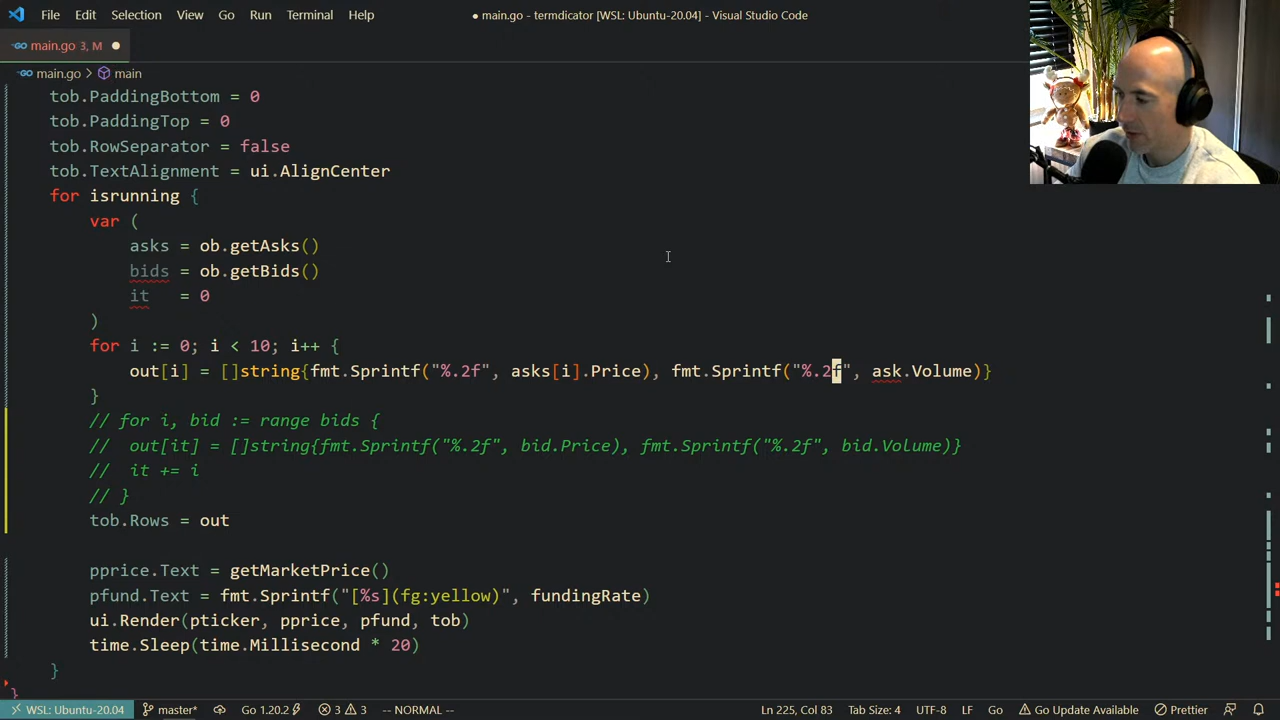 File Edit Selection View Go Run Terminal Help
● main.go - termdicator [WSL: Ubuntu-20.04] - Visual Studio Code
main.go 3, M ●
main.go > main
tob.PaddingBottom = 0
tob.PaddingTop = 0
tob.RowSeparator = false
tob.TextAlignment = ui.AlignCenter
for isrunning {
var (
asks = ob.getAsks()
bids = ob.getBids()
it = 0
)
for i := 0; i < 10; i++ {
out[i] = []string{fmt.Sprintf("%.2f", asks[i].Price), fmt.Sprintf("%.2f", ask.Volume)}
}
// for i, bid := range bids {
// out[it] = []string{fmt.Sprintf("%.2f", bid.Price), fmt.Sprintf("%.2f", bid.Volume)}
// it += i
// }
tob.Rows = out
pprice.Text = getMarketPrice()
pfund.Text = fmt.Sprintf("[%s](fg:yellow)", fundingRate)
ui.Render(pticker, pprice, pfund, tob)
time.Sleep(time.Millisecond * 20)
}
}
WSL: Ubuntu-20.04 master* Go 1.20.2 3 3 -- NORMAL -- Ln 225, Col 83 Tab Size: 4 UTF-8 LF Go Go Update Available Prettier